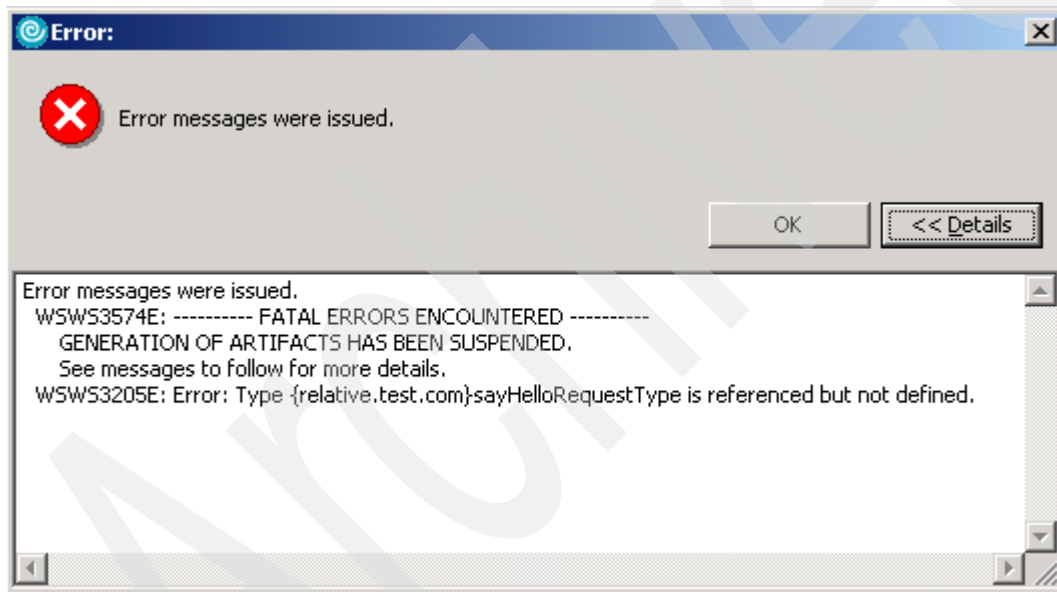 Error:
Error messages were issued.
OK
<< Details
Error messages were issued.
WSWS3574E: ---------- FATAL ERRORS ENCOUNTERED ----------
GENERATION OF ARTIFACTS HAS BEEN SUSPENDED.
See messages to follow for more details.
WSWS3205E: Error: Type {relative.test.com}sayHelloRequestType is referenced but not defined.